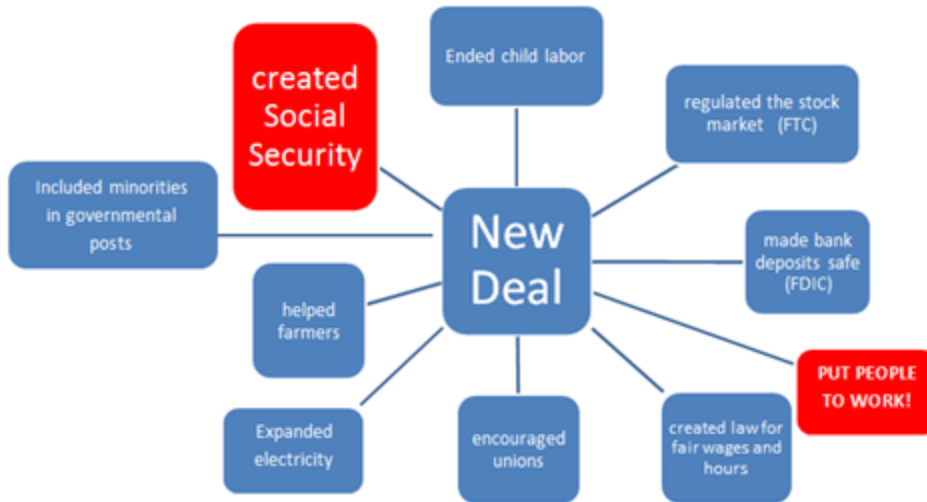 Ended child labor
created
Social
Security
regulated the stock
market (FTC)
Included minorities
in governmental
posts
New
Deal
made bank
deposits safe
(FDIC)
helped
farmers
PUT PEOPLE
TO WORK!
Expanded
electricity
encouraged
unions
created law for
fair wages and
hours